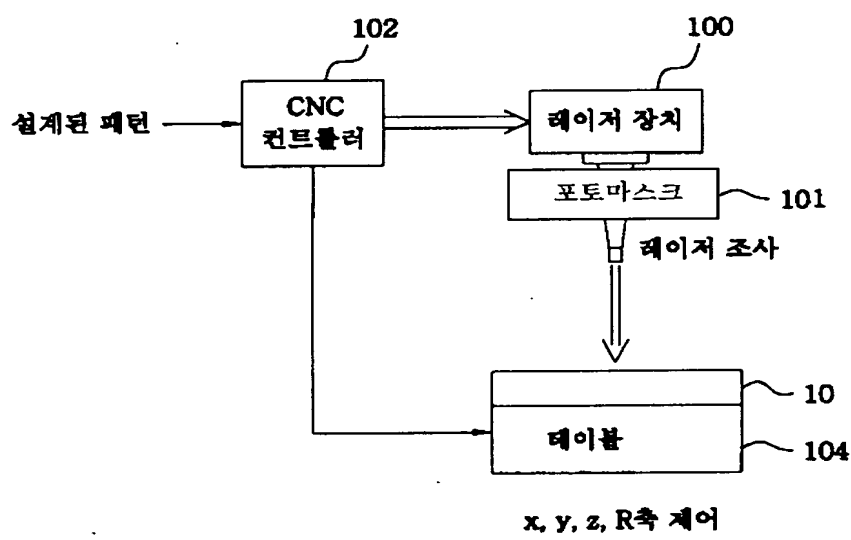 102
100
설계된 패턴
CNC
컨트롤러
레이저 장치
포토마스크
101
레이저 조사
10
테이블
104
x, y, z, R축 제어